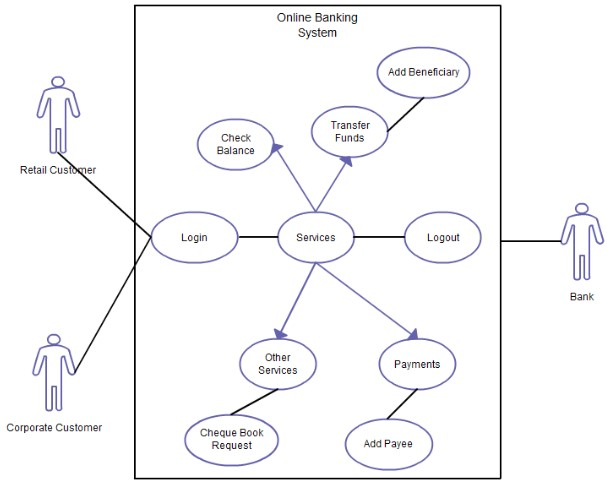 Online Banking
System
Add Beneficiary
Transfer
Funds
Check
Balance
Retail Customer
Login
Services
Logout
Bank
Other
Services
Payments
Corporate Customer
Cheque Book
Request
Add Payee